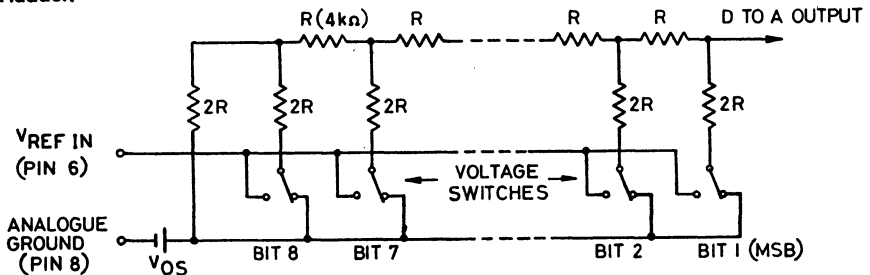 R(4kΩ) R R R D TO A OUTPUT
2R 2R 2R 2R 2R
VREF IN
(PIN 6)
VOLTAGE
SWITCHES
ANALOGUE
GROUND
(PIN 8)
VOS
BIT 8 BIT 7 BIT 2 BIT 1 (MSB)